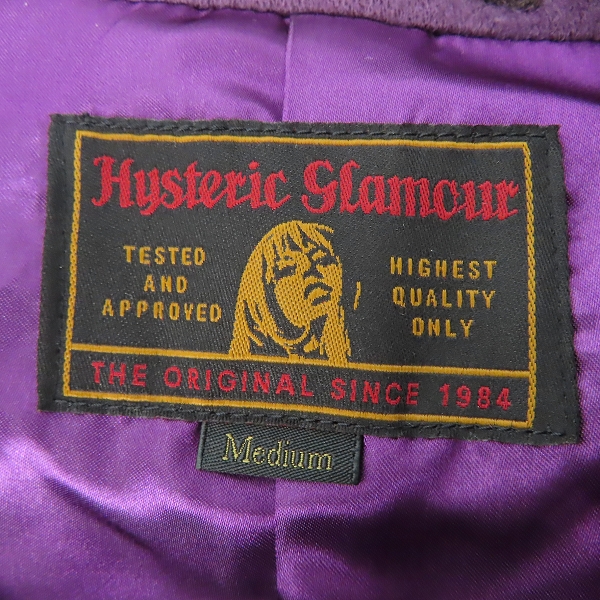 Hysteric Glamour
TESTED
AND
APPROVED
HIGHEST
QUALITY
ONLY
THE ORIGINAL SINCE 1984
Medium